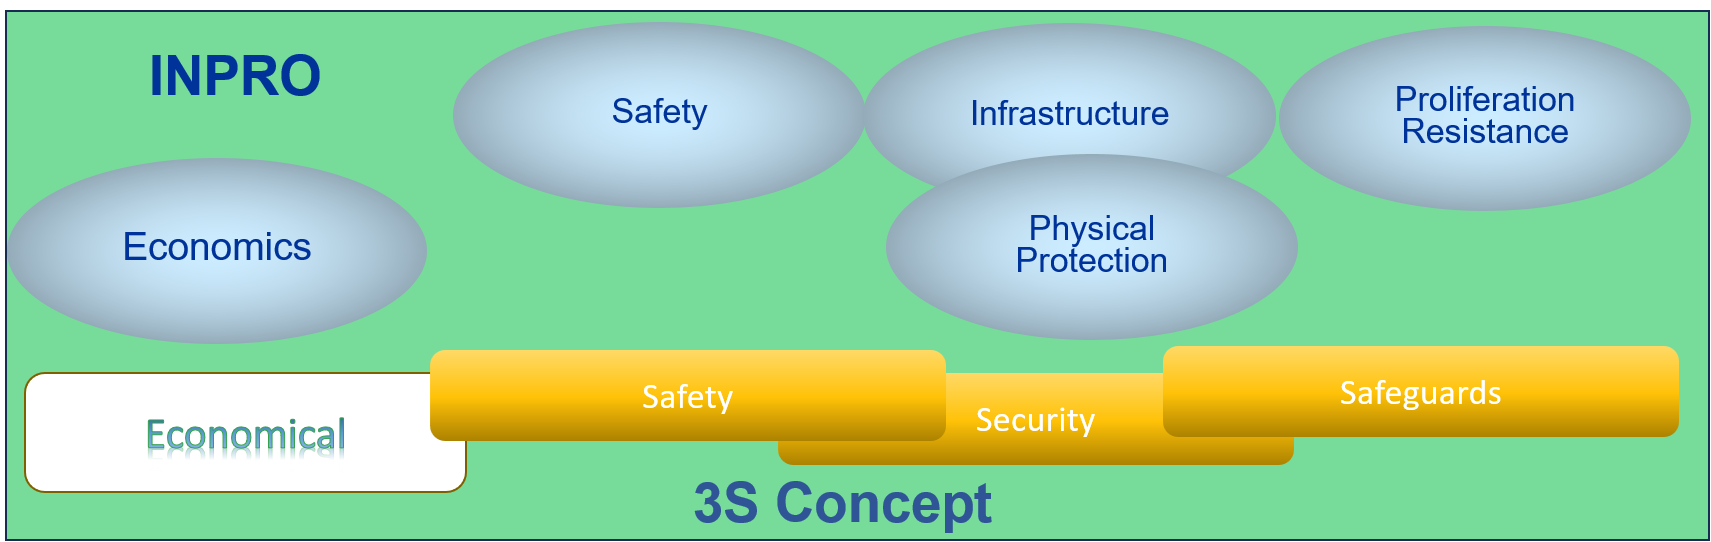 INPRO
Safety
Infrastructure
Proliferation
Resistance
Economics
Physical
Protection
Safety
Security
Safeguards
Economical
3S Concept